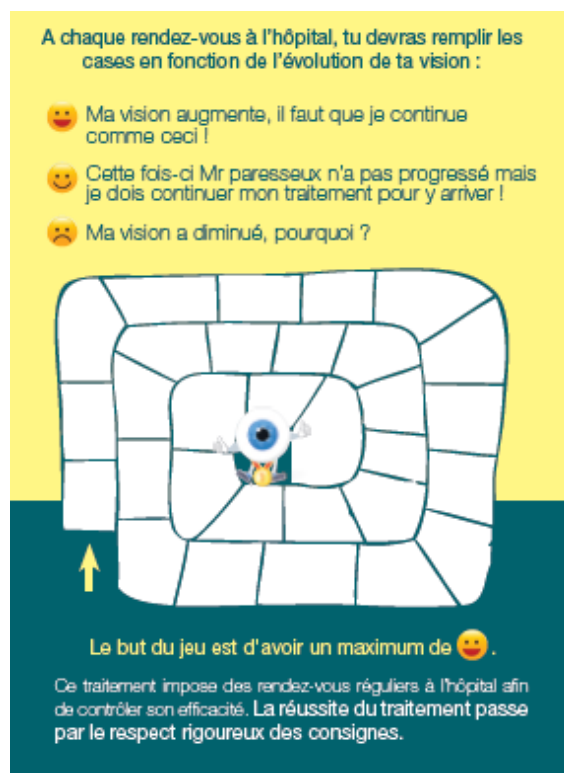 A chaque rendez-vous à l'hôpital, tu devras remplir les
cases en fonction de l'évolution de ta vision :
Ma vision augmente, il faut que je continue
comme ceci !
Cette fois-ci Mr paresseux n'a pas progressé mais
je dois continuer mon traitement pour y arriver !
Ma vision a diminué, pourquoi ?
Le but du jeu est d'avoir un maximum de 😃.
Ce traitement impose des rendez-vous réguliers à l'hôpital afin
de contrôler son efficacité. La réussite du traitement passe
par le respect rigoureux des consignes.